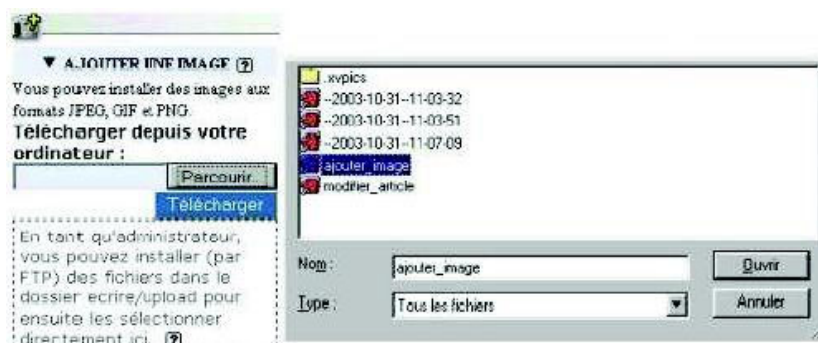 ▼ AJOUTER UNE IMAGE [?]
Vous pouvez installer des images aux
formats JPEG, GIF et PNG.
Télécharger depuis votre
ordinateur :
Parcourir...
Télécharger
En tant qu'administrateur,
vous pouvez installer (par
FTP) des fichiers dans le
dossier ecrire/upload pour
ensuite les sélectionner
directement ici. [?]
.xvpics
--2003-10-31--11-03-32
--2003-10-31--11-03-51
--2003-10-31--11-07-09
ajouter_image
modifier_article
Nom : ajouter_image Ouvrir
Type : Tous les fichiers Annuler